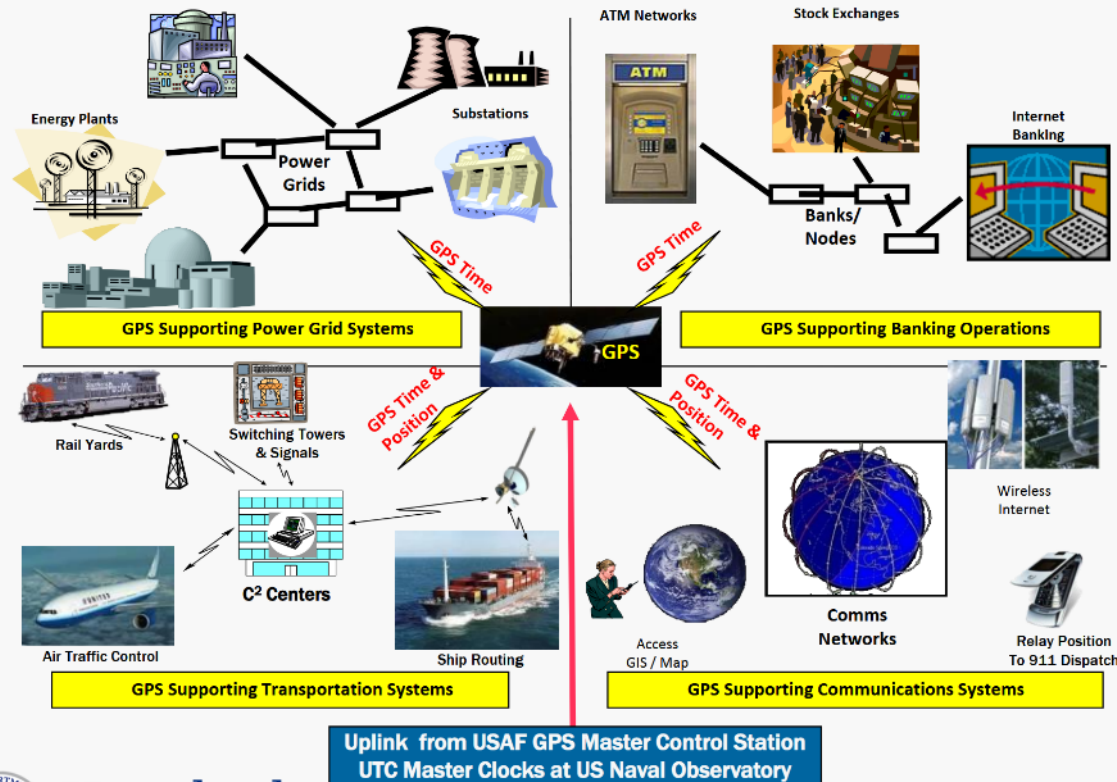 ATM Networks
Stock Exchanges
ATM
Energy Plants
Substations
Internet
Banking
Power
Grids
Banks/
Nodes
GPS Time
GPS Time
GPS Supporting Power Grid Systems
GPS
GPS Supporting Banking Operations
GPS Time &
Position
GPS Time &
Position
Rail Yards
Switching Towers
& Signals
Wireless
Internet
C² Centers
UNITED
Air Traffic Control
Ship Routing
Access
GIS / Map
Comms
Networks
Relay Position
To 911 Dispatch
GPS Supporting Transportation Systems
GPS Supporting Communications Systems
Uplink from USAF GPS Master Control Station
UTC Master Clocks at US Naval Observatory